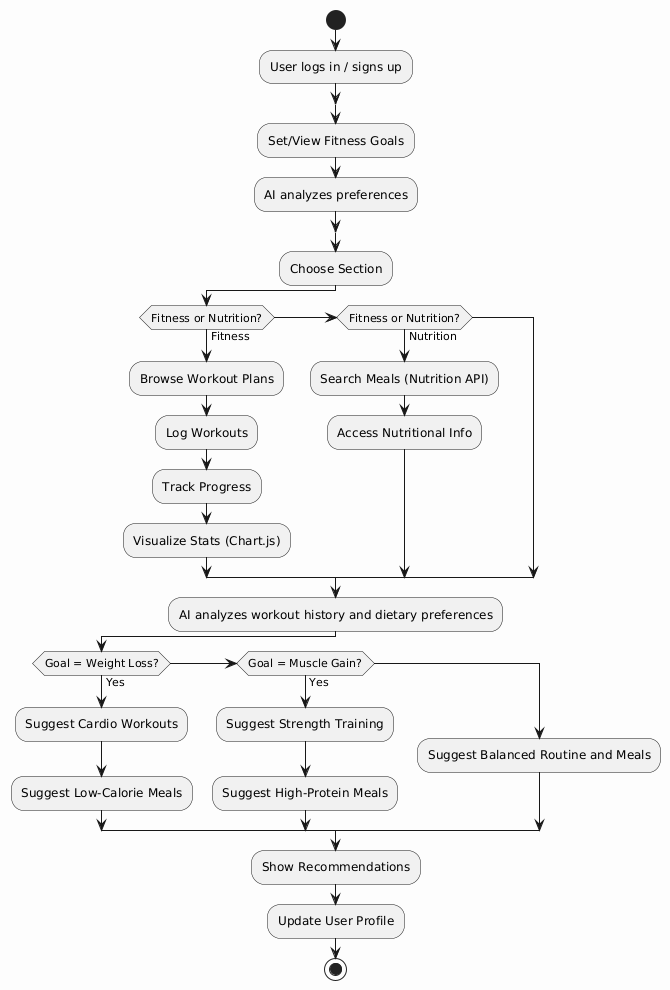 User logs in / signs up
Set/View Fitness Goals
AI analyzes preferences
Choose Section
Fitness or Nutrition?
Fitness
Browse Workout Plans
Log Workouts
Track Progress
Visualize Stats (Chart.js)
Fitness or Nutrition?
Nutrition
Search Meals (Nutrition API)
Access Nutritional Info
AI analyzes workout history and dietary preferences
Goal = Weight Loss?
Yes
Suggest Cardio Workouts
Suggest Low-Calorie Meals
Goal = Muscle Gain?
Yes
Suggest Strength Training
Suggest High-Protein Meals
Suggest Balanced Routine and Meals
Show Recommendations
Update User Profile